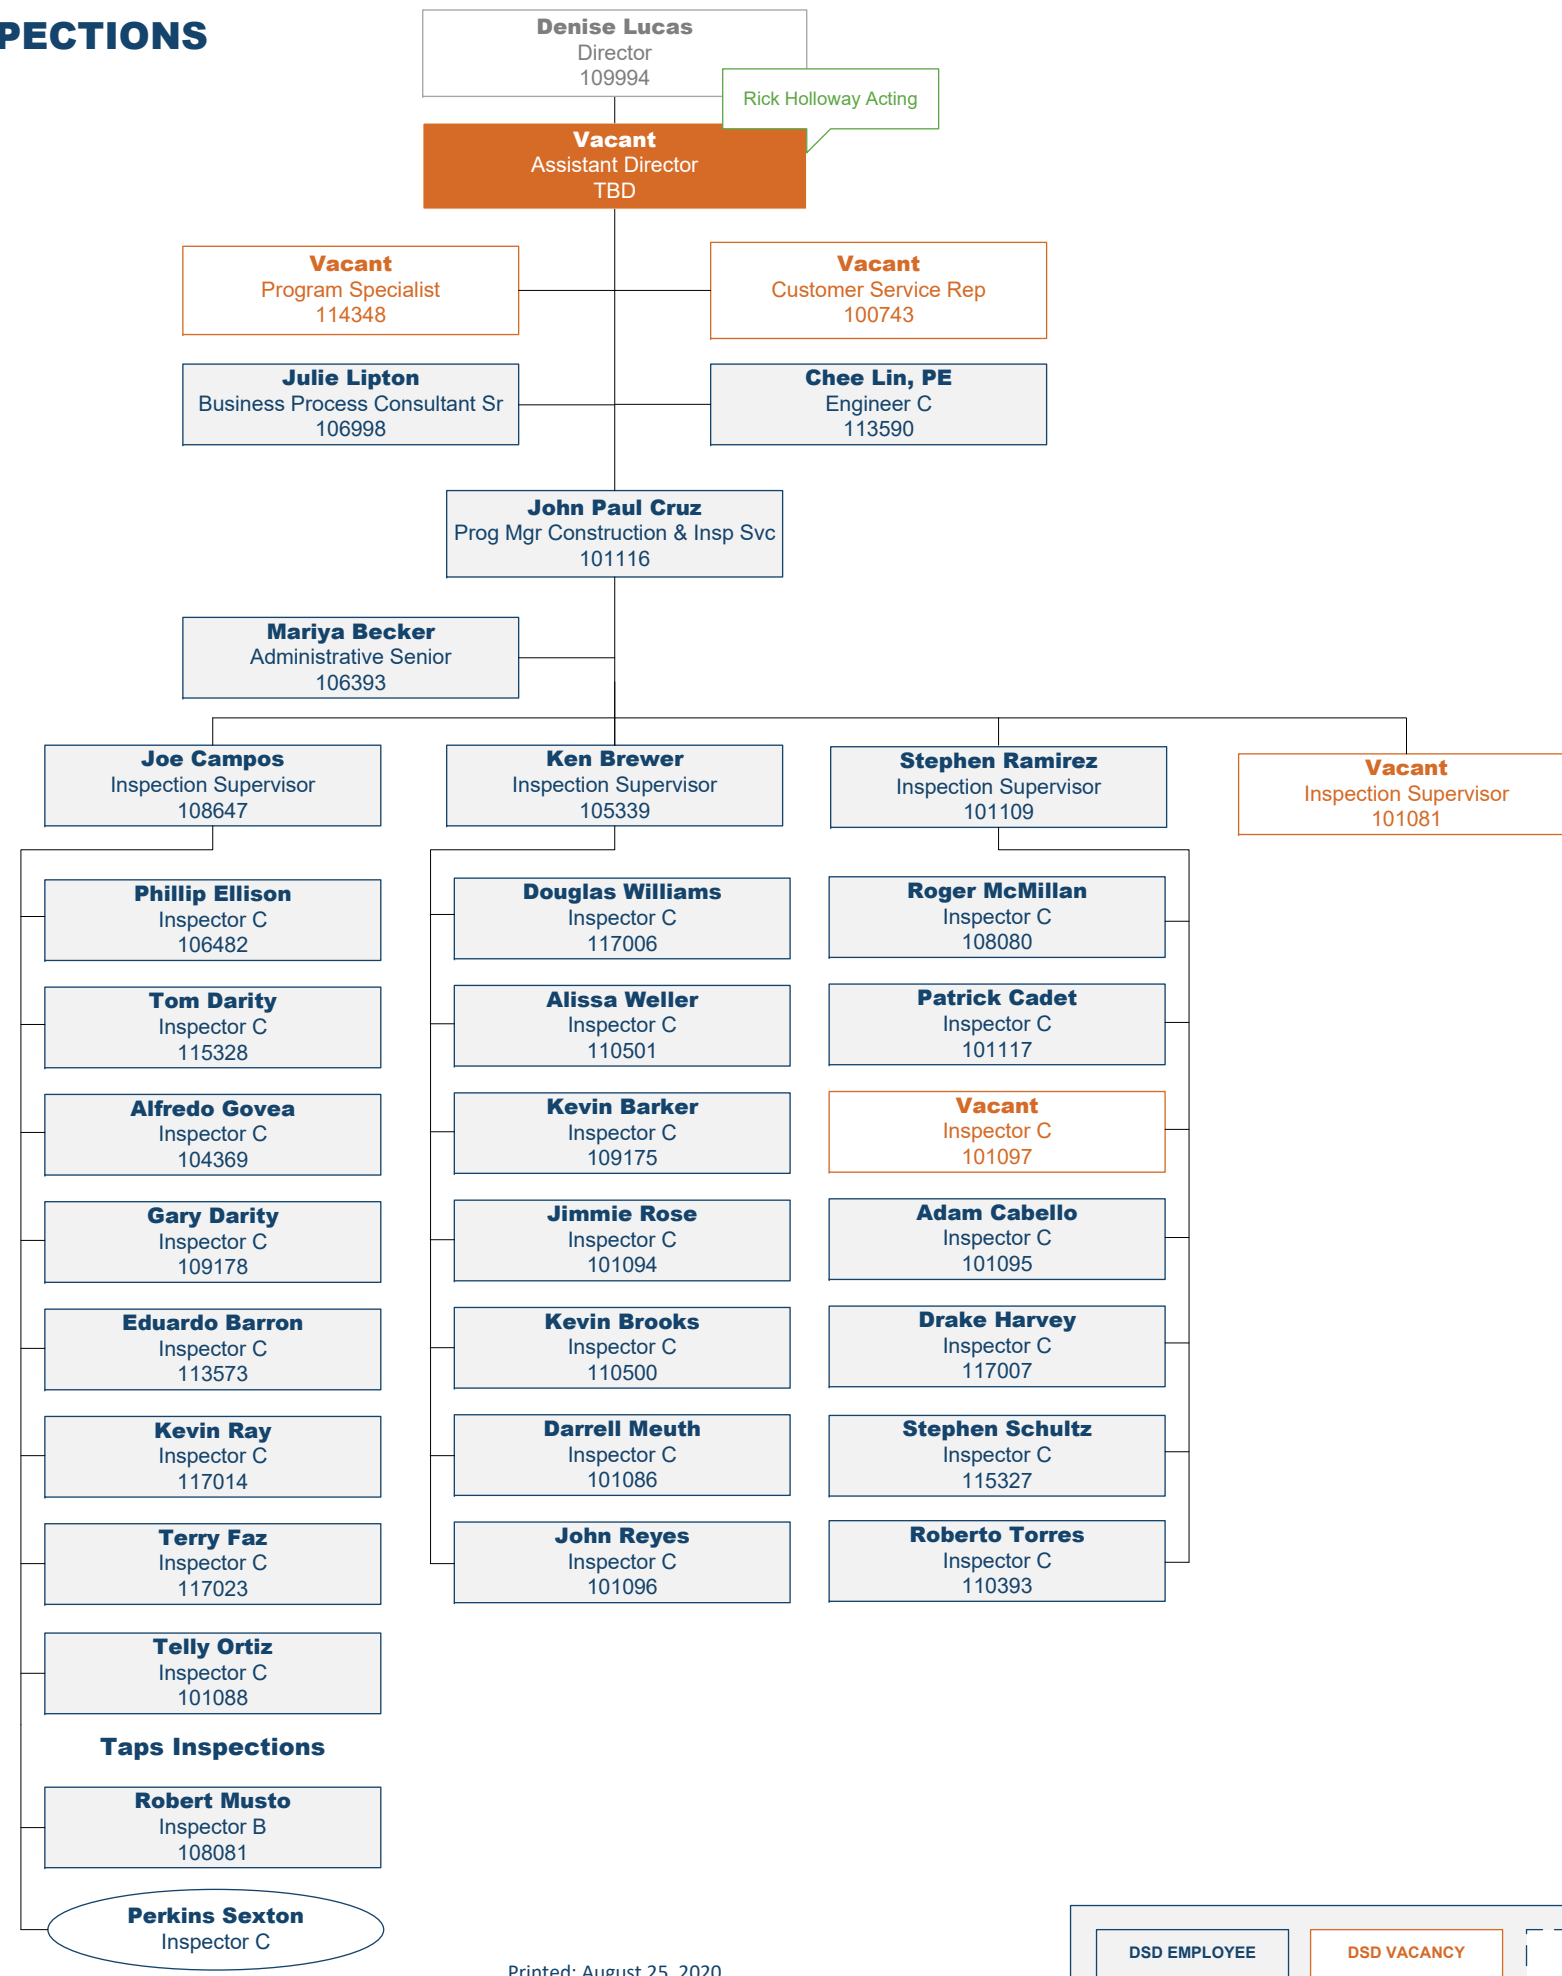 PECTIONS
Denise Lucas
Director
109994
Rick Holloway Acting
Vacant
Assistant Director
TBD
Vacant
Program Specialist
114348
Vacant
Customer Service Rep
100743
Julie Lipton
Business Process Consultant Sr
106998
Chee Lin, PE
Engineer C
113590
John Paul Cruz
Prog Mgr Construction & Insp Svc
101116
Mariya Becker
Administrative Senior
106393
Joe Campos
Inspection Supervisor
108647
Ken Brewer
Inspection Supervisor
105339
Stephen Ramirez
Inspection Supervisor
101109
Vacant
Inspection Supervisor
101081
Phillip Ellison
Inspector C
106482
Tom Darity
Inspector C
115328
Alfredo Govea
Inspector C
104369
Gary Darity
Inspector C
109178
Eduardo Barron
Inspector C
113573
Kevin Ray
Inspector C
117014
Terry Faz
Inspector C
117023
Telly Ortiz
Inspector C
101088
Taps Inspections
Robert Musto
Inspector B
108081
Perkins Sexton
Inspector C
Douglas Williams
Inspector C
117006
Alissa Weller
Inspector C
110501
Kevin Barker
Inspector C
109175
Jimmie Rose
Inspector C
101094
Kevin Brooks
Inspector C
110500
Darrell Meuth
Inspector C
101086
John Reyes
Inspector C
101096
Roger McMillan
Inspector C
108080
Patrick Cadet
Inspector C
101117
Vacant
Inspector C
101097
Adam Cabello
Inspector C
101095
Drake Harvey
Inspector C
117007
Stephen Schultz
Inspector C
115327
Roberto Torres
Inspector C
110393
Printed: August 25, 2020
DSD EMPLOYEE
DSD VACANCY